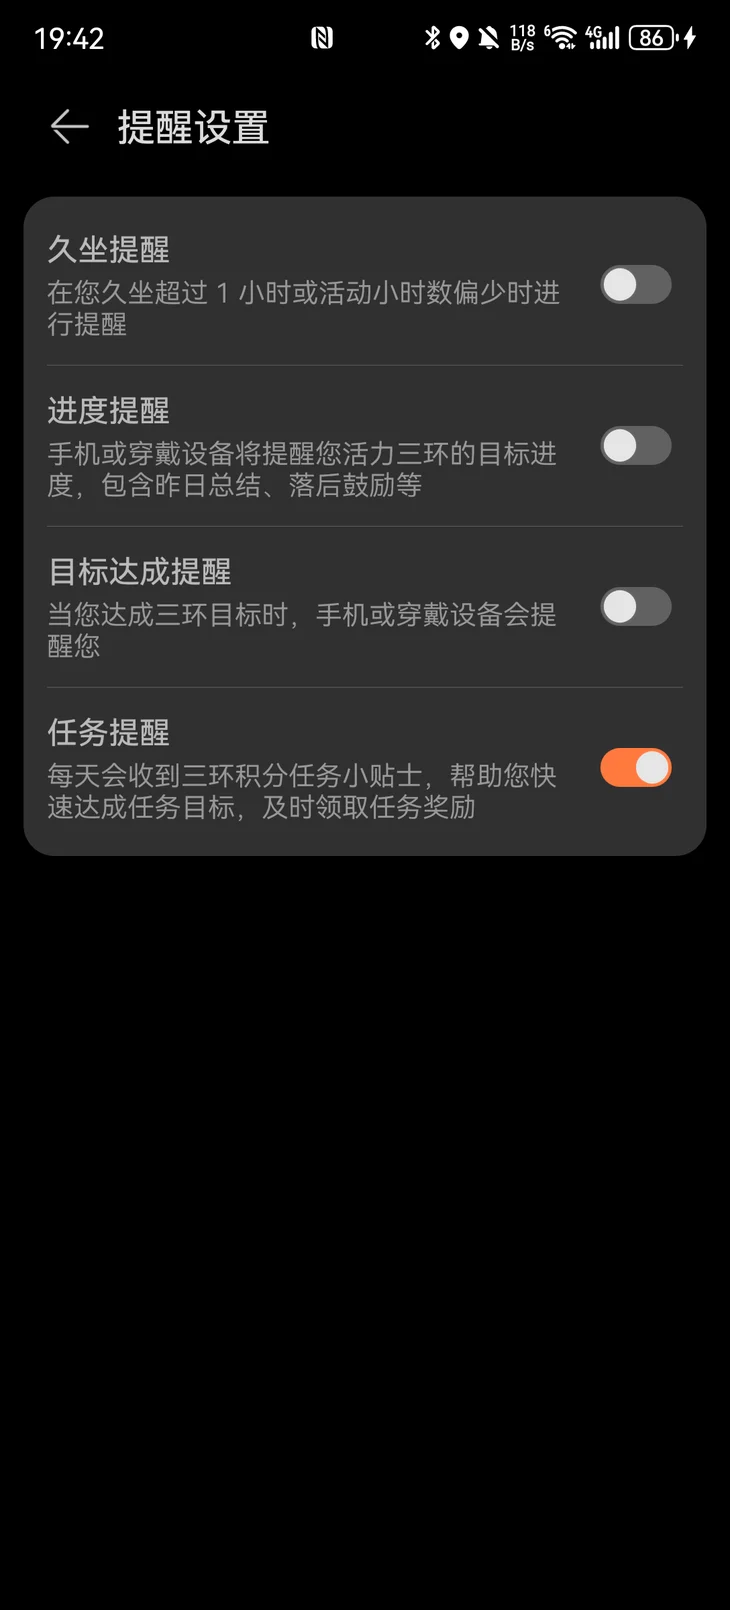 19:42
118 B/s
6
4G
86
提醒设置
久坐提醒
在您久坐超过 1 小时或活动小时数偏少时进
行提醒
进度提醒
手机或穿戴设备将提醒您活力三环的目标进
度，包含昨日总结、落后鼓励等
目标达成提醒
当您达成三环目标时，手机或穿戴设备会提
醒您
任务提醒
每天会收到三环积分任务小贴士，帮助您快
速达成任务目标，及时领取任务奖励